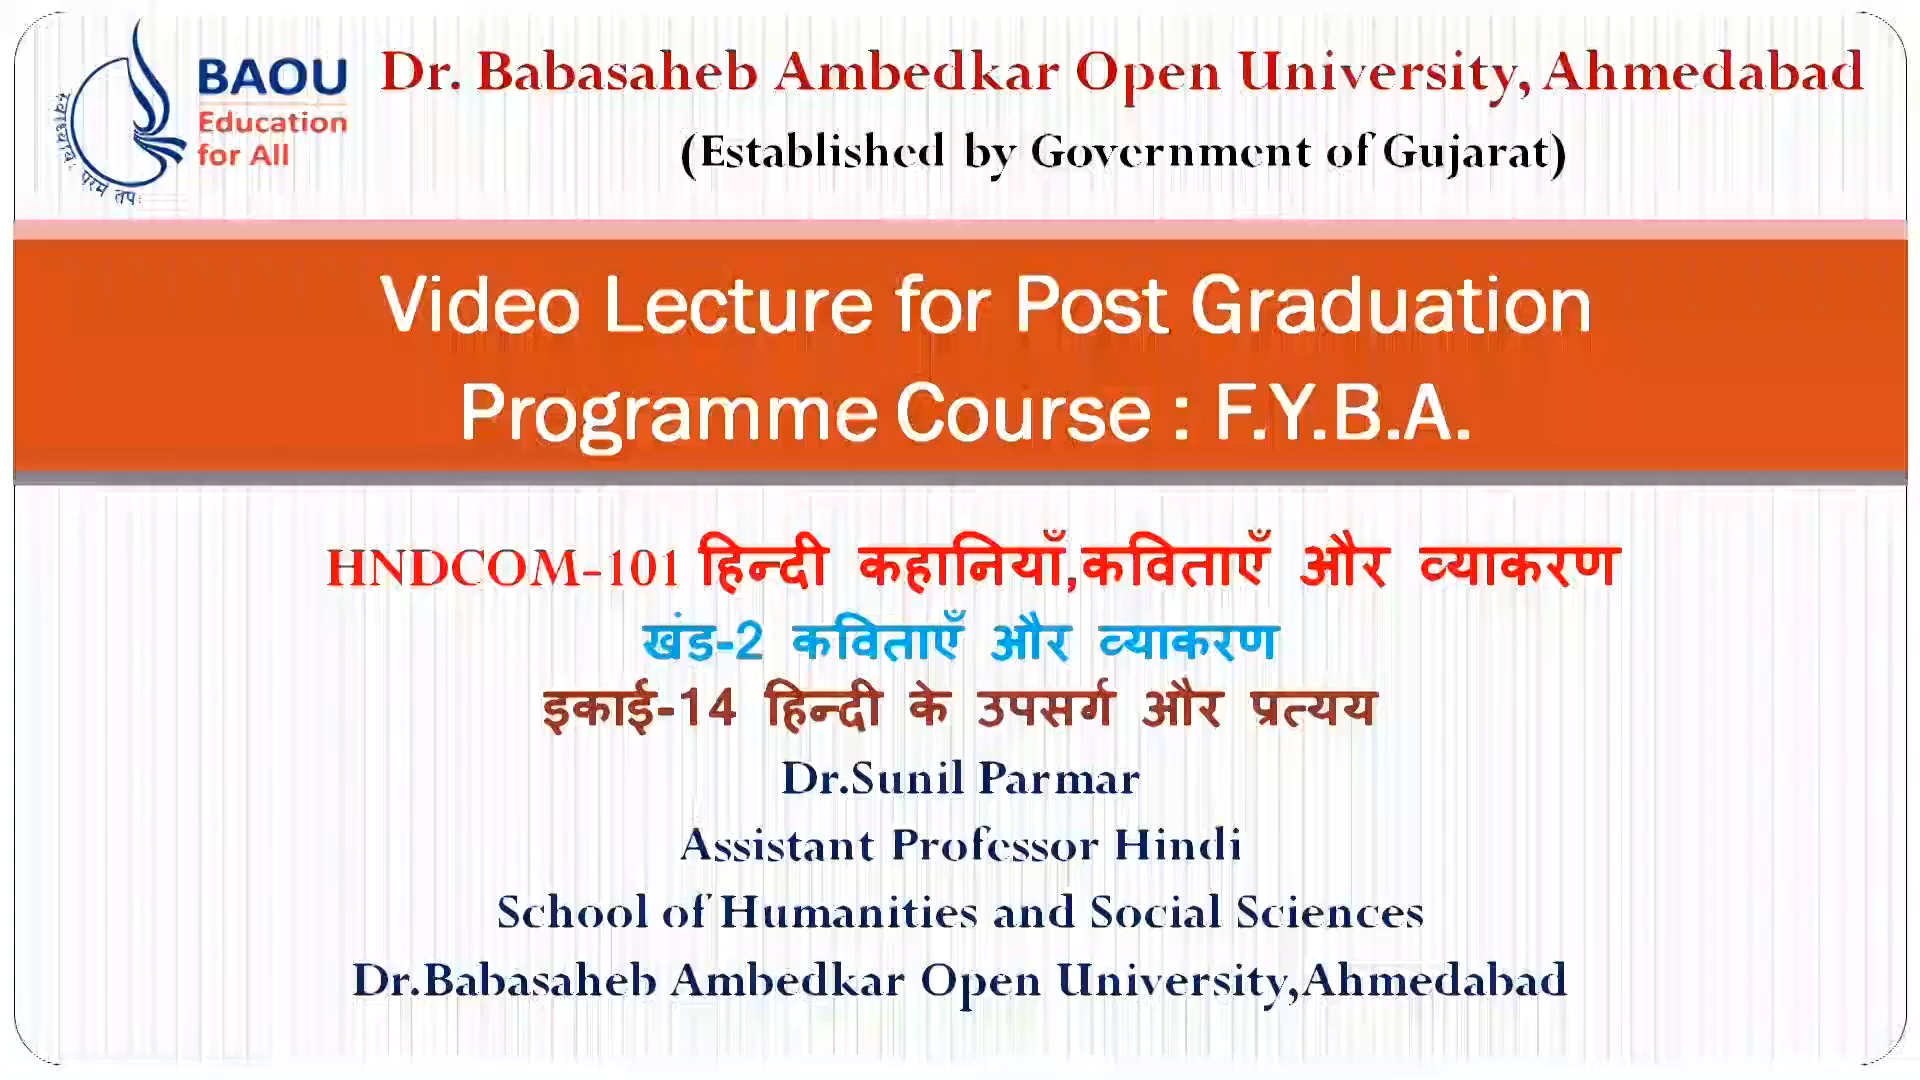 BAOU
Education
for All
स्वाध्यायः परमं तपः
Dr. Babasaheb Ambedkar Open University, Ahmedabad
(Established by Government of Gujarat)
Video Lecture for Post Graduation
Programme Course : F.Y.B.A.
HNDCOM-101 हिन्दी कहानियाँ,कविताएँ और व्याकरण
खंड-2 कविताएँ और व्याकरण
इकाई-14 हिन्दी के उपसर्ग और प्रत्यय
Dr.Sunil Parmar
Assistant Professor Hindi
School of Humanities and Social Sciences
Dr.Babasaheb Ambedkar Open University,Ahmedabad